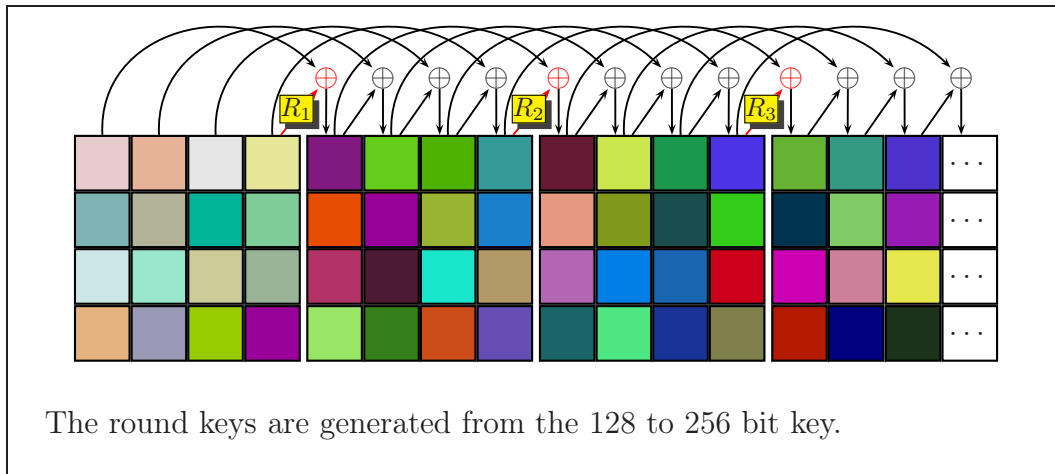 R1 R2 R3
· · ·
· · ·
· · ·
· · ·
The round keys are generated from the 128 to 256 bit key.